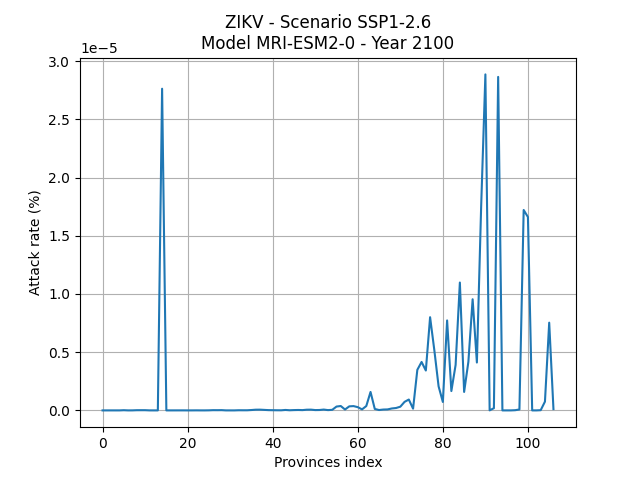 ZIKV - Scenario SSP1-2.6
Model MRI-ESM2-0 - Year 2100
1e−5
3.0
2.5
2.0
1.5
1.0
0.5
0.0
Attack rate (%)
0 20 40 60 80 100
Provinces index